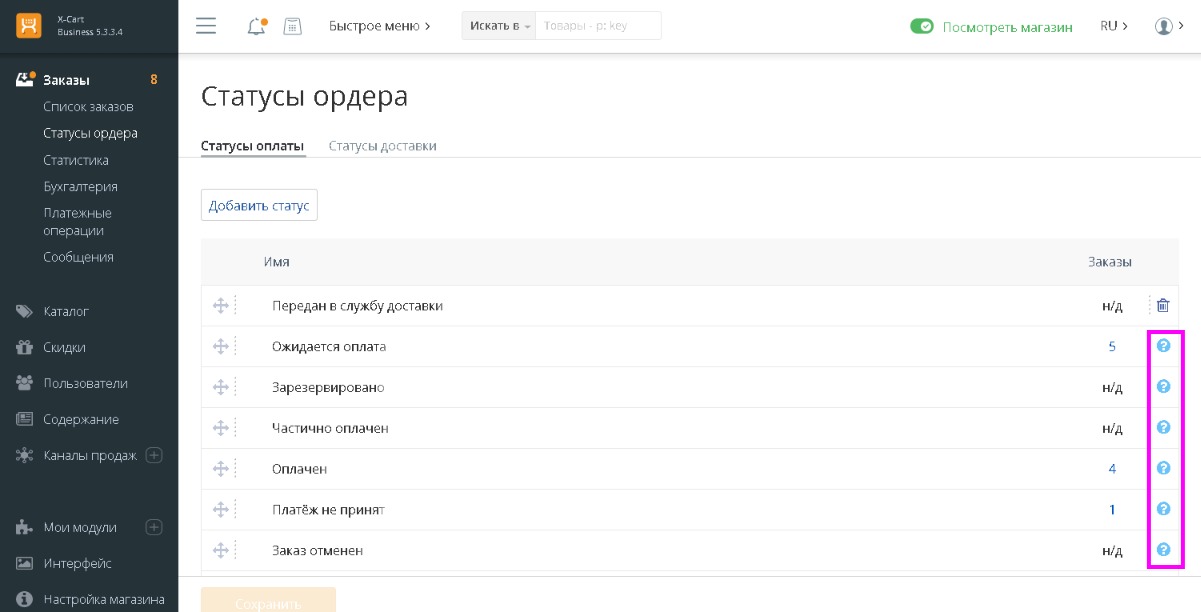 X-Cart
Business 5.3.3.4
Быстрое меню
Искать в
Товары - p: key
Посмотреть магазин
RU
Заказы
8
Список заказов
Статусы ордера
Статистика
Бухгалтерия
Платежные
операции
Сообщения
Каталог
Скидки
Пользователи
Содержание
Каналы продаж
Мои модули
Интерфейс
Настройка магазина
Статусы ордера
Статусы оплаты
Статусы доставки
Добавить статус
Имя
Заказы
Передан в службу доставки
н/д
Ожидается оплата
5
?
Зарезервировано
н/д
?
Частично оплачен
н/д
?
Оплачен
4
?
Платёж не принят
1
?
Заказ отменен
н/д
?
Сохранить